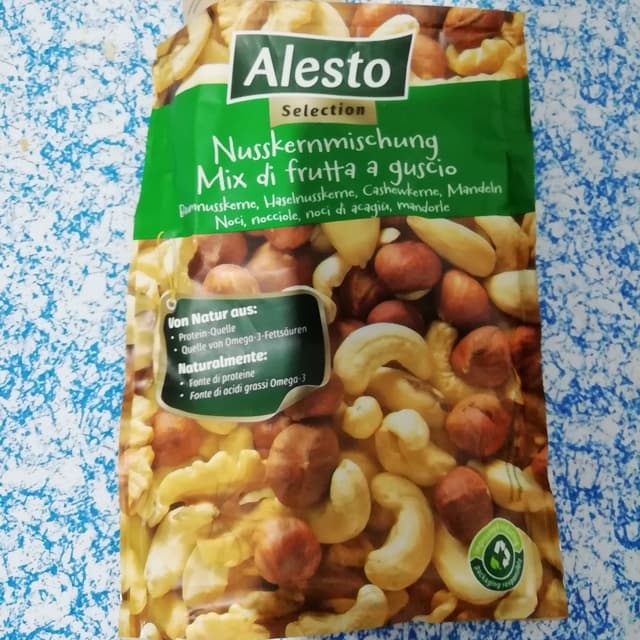 Alesto
Selection
Nusskernmischung
Mix di frutta a guscio
Haselnusskerne, Cashewkerne, Mandeln
Noci, nocciole, noci di acagiù, mandorle
Von Natur aus:
• Protein-Quelle
• Quelle von Omega-3-Fettsäuren
Naturalmente:
• Fonte di proteine
• Fonte di acidi grassi Omega-3